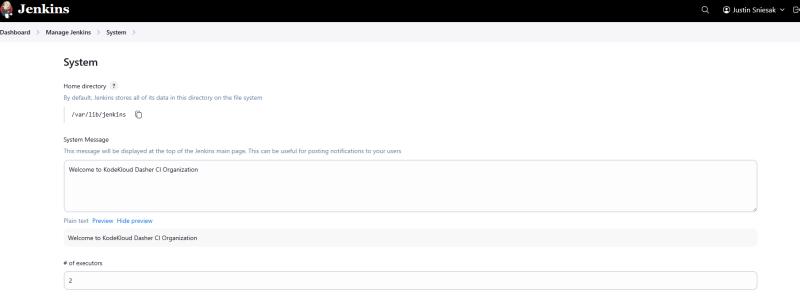 Jenkins
Justin Sniesak
Dashboard > Manage Jenkins > System >
System
Home directory ?
By default, Jenkins stores all of its data in this directory on the file system
/var/lib/jenkins
System Message
This message will be displayed at the top of the Jenkins main page. This can be useful for posting notifications to your users
Welcome to KodeKloud Dasher CI Organization
Plain text Preview Hide preview
Welcome to KodeKloud Dasher CI Organization
# of executors
2